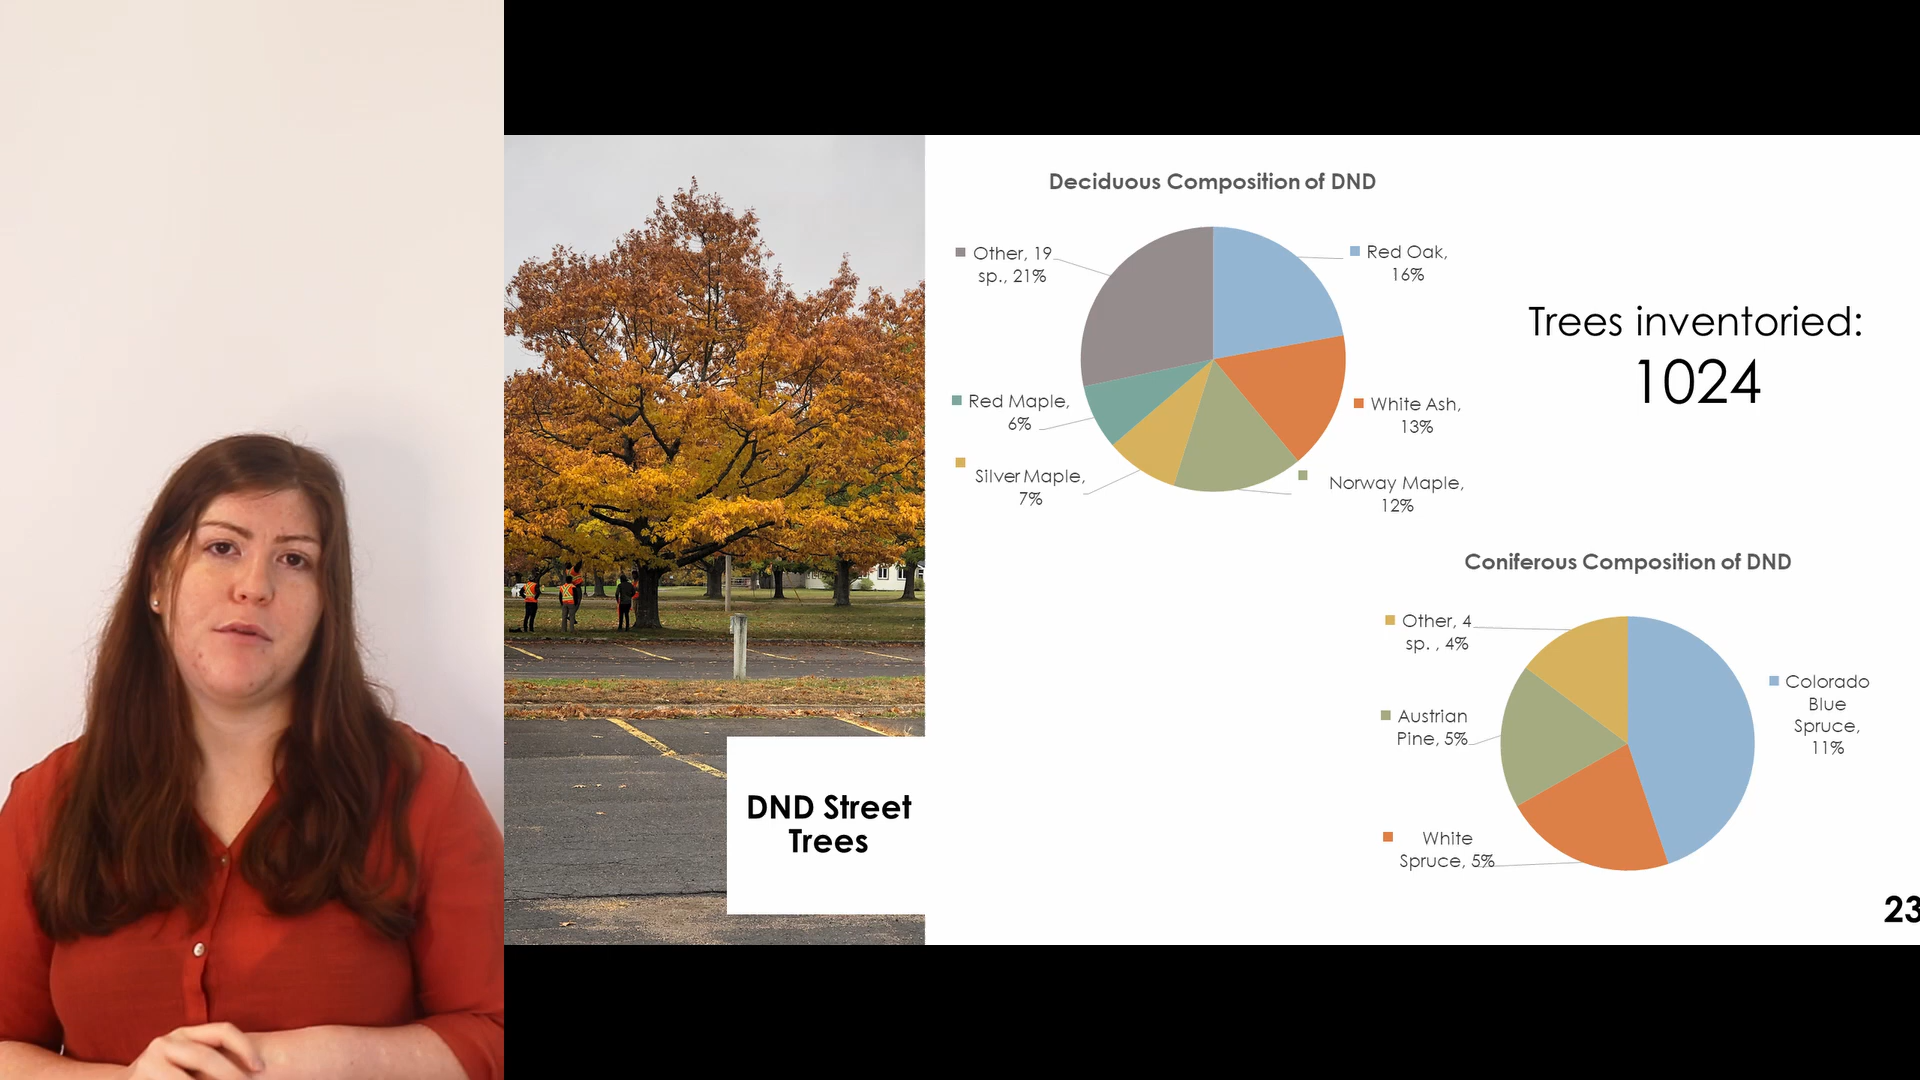 Deciduous Composition of DND
Other, 19
sp., 21%
Red Oak,
16%
Red Maple,
6%
White Ash,
13%
Silver Maple,
7%
Norway Maple,
12%
Trees inventoried:
1024
Coniferous Composition of DND
Other, 4
sp. , 4%
Colorado
Blue
Spruce,
11%
Austrian
Pine, 5%
White
Spruce, 5%
DND Street
Trees
23